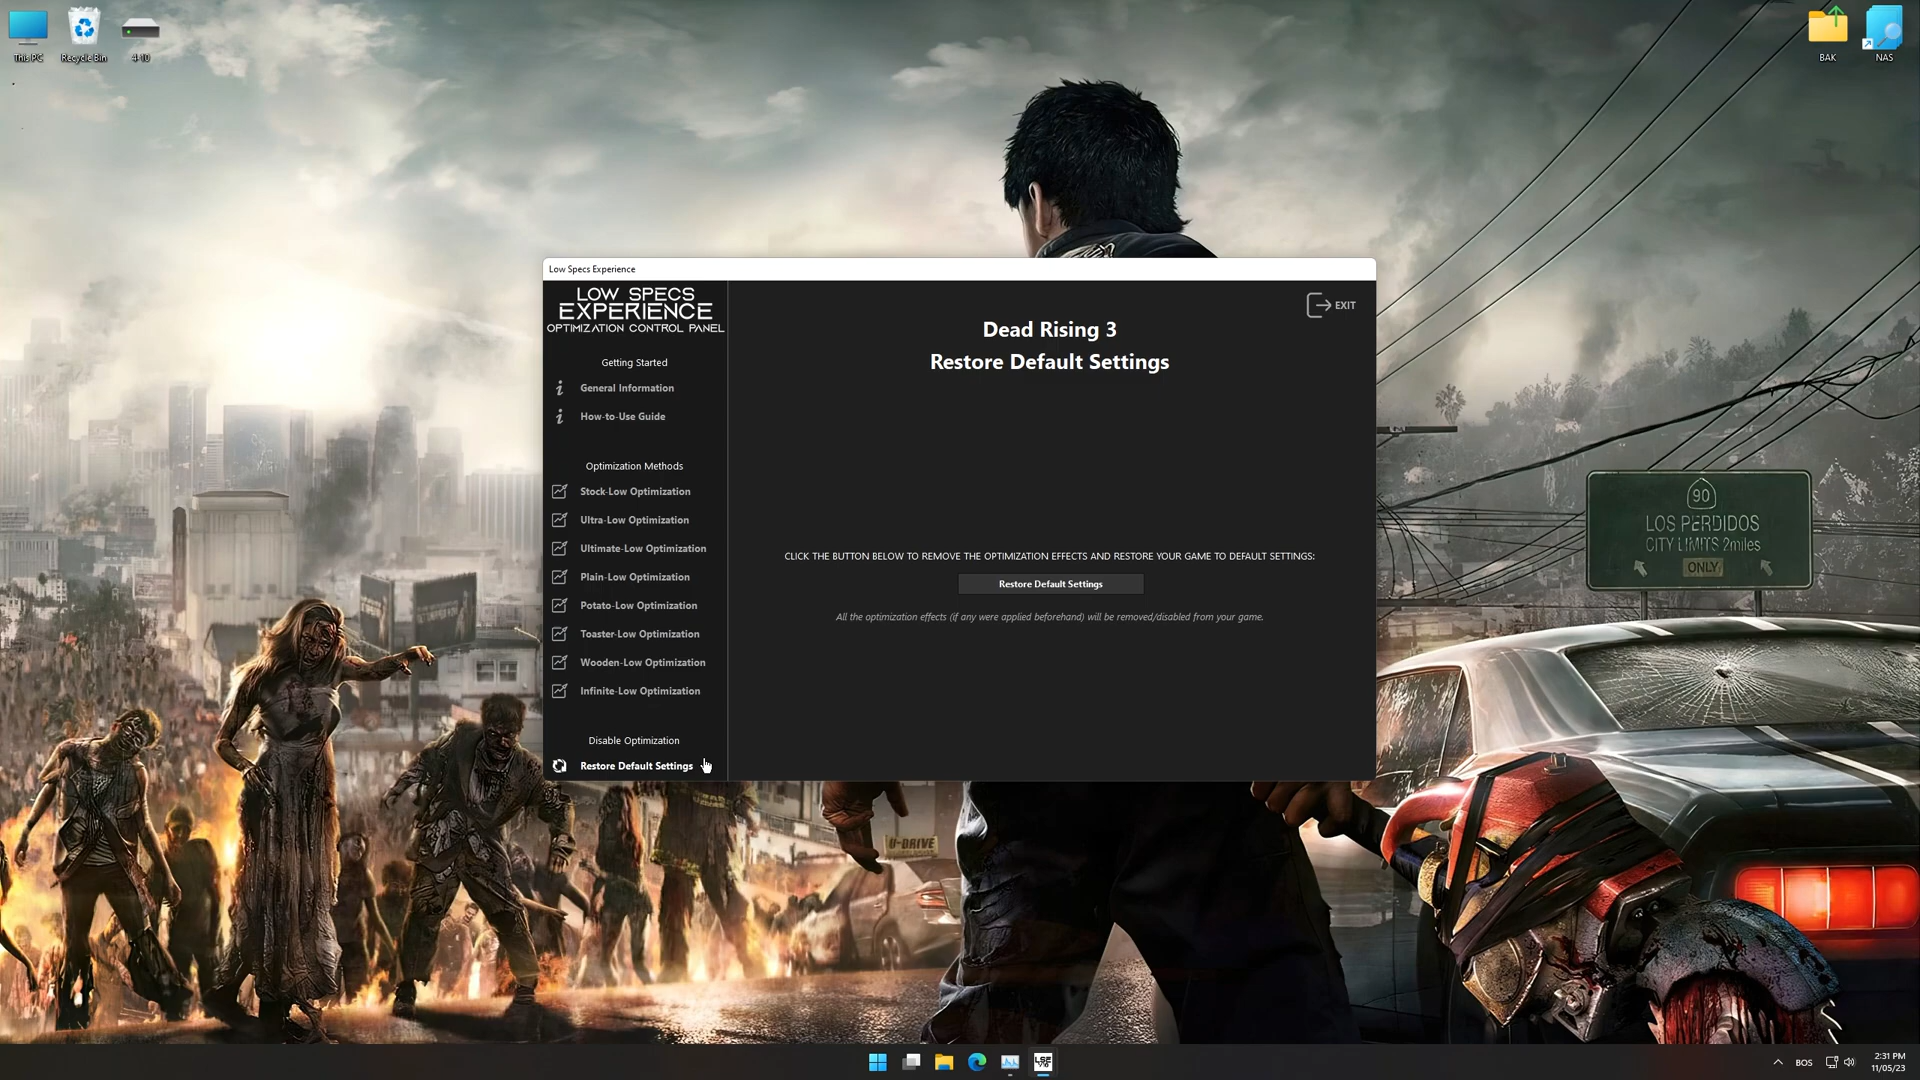 This PC
Recycle Bin
4-10
BAK
NAS
Low Specs Experience
LOW SPECS
EXPERIENCE
OPTIMIZATION CONTROL PANEL
Getting Started
General Information
How-to-Use Guide
Optimization Methods
Stock-Low Optimization
Ultra-Low Optimization
Ultimate-Low Optimization
Plain-Low Optimization
Potato-Low Optimization
Toaster-Low Optimization
Wooden-Low Optimization
Infinite-Low Optimization
Disable Optimization
Restore Default Settings
EXIT
Dead Rising 3
Restore Default Settings
CLICK THE BUTTON BELOW TO REMOVE THE OPTIMIZATION EFFECTS AND RESTORE YOUR GAME TO DEFAULT SETTINGS:
Restore Default Settings
All the optimization effects (if any were applied beforehand) will be removed/disabled from your game.
90
LOS PERDIDOS
CITY LIMITS 2miles
ONLY
U-DRIVE
LSE
BOS
2:31 PM
11/05/23